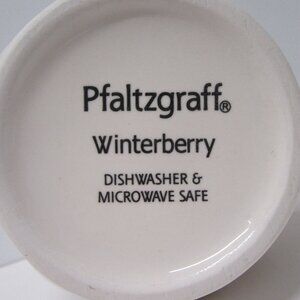 Pfaltzgraff®
Winterberry
DISHWASHER &
MICROWAVE SAFE